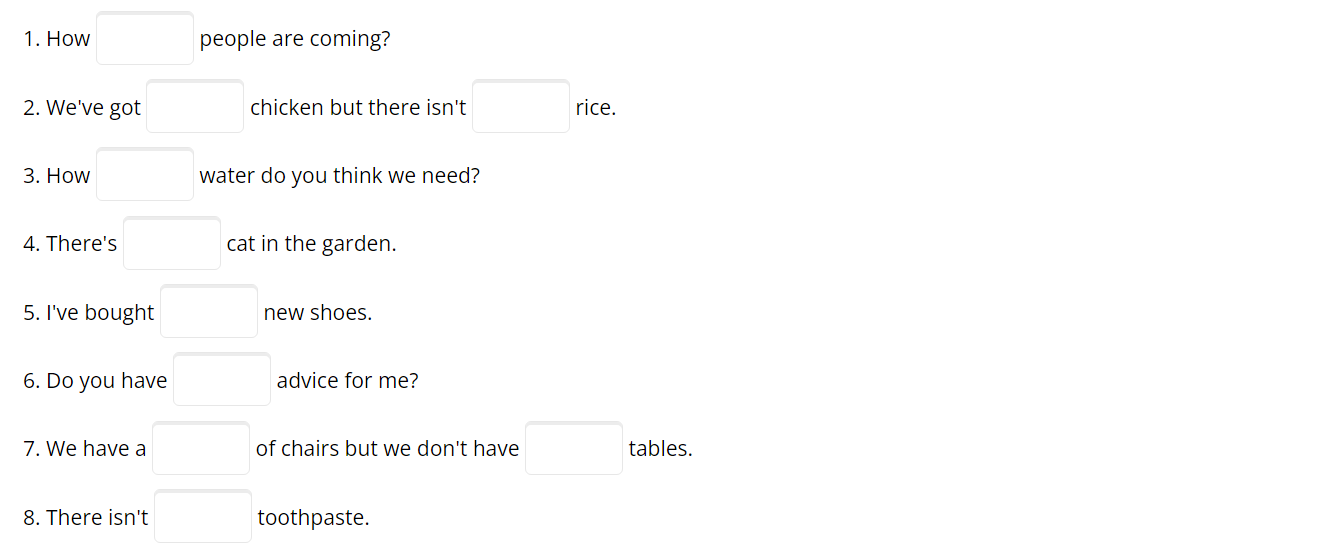 1. How people are coming?
2. We've got chicken but there isn't rice.
3. How water do you think we need?
4. There's cat in the garden.
5. I've bought new shoes.
6. Do you have advice for me?
7. We have a of chairs but we don't have tables.
8. There isn't toothpaste.